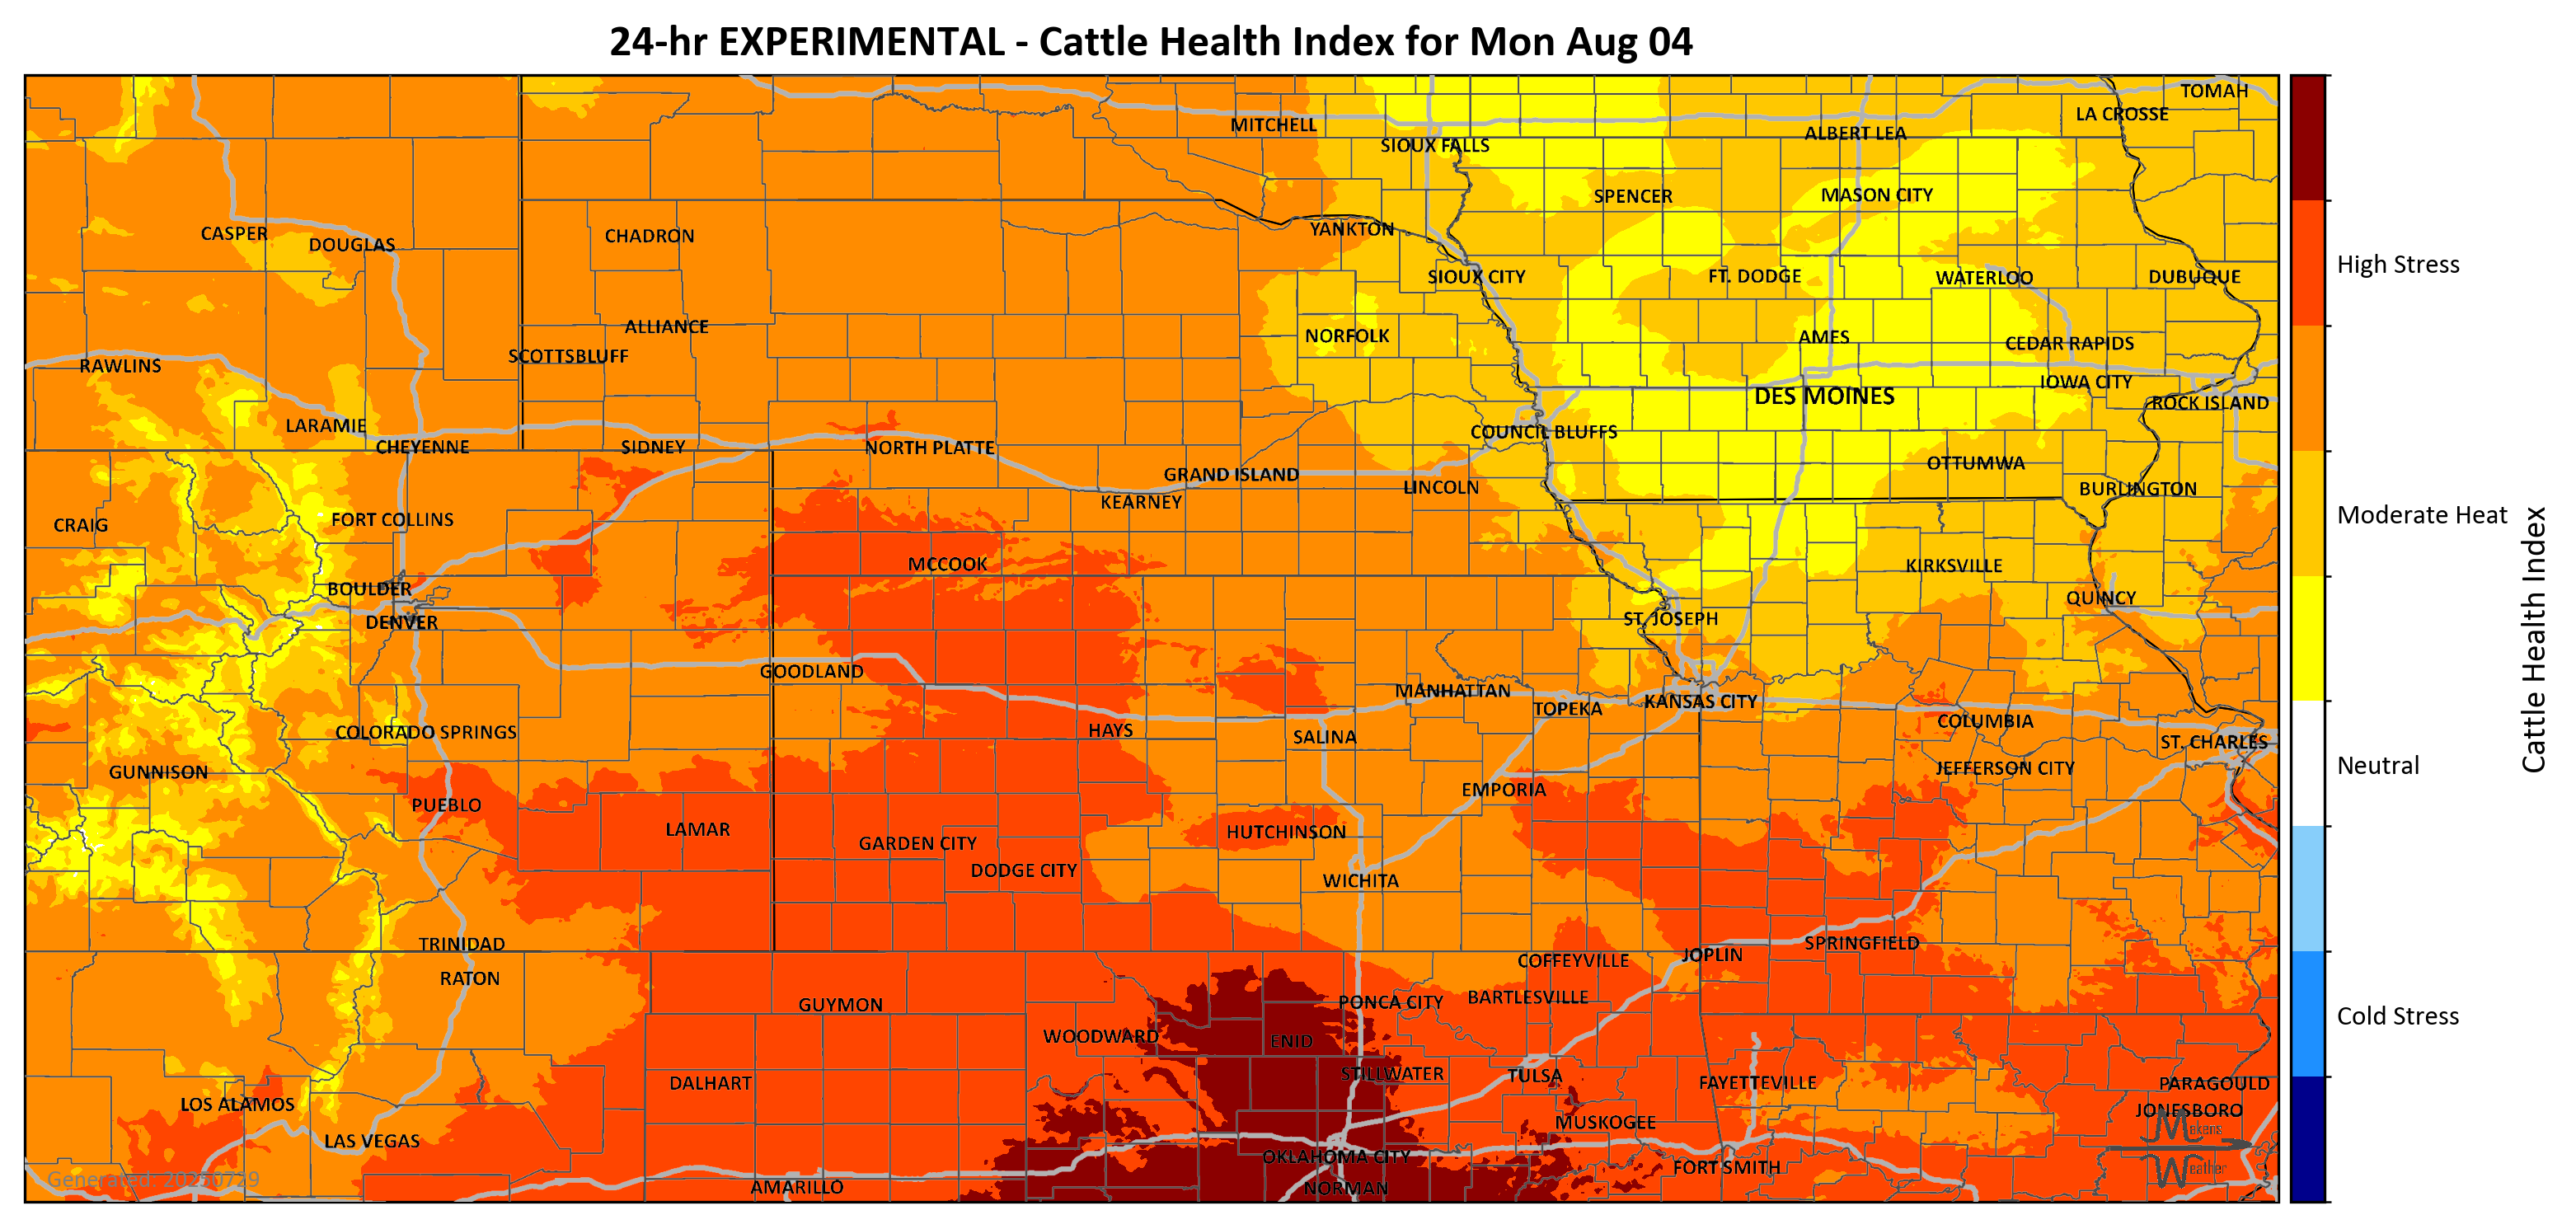 24-hr EXPERIMENTAL - Cattle Health Index for Mon Aug 04
TOMAH
LA CROSSE
MITCHELL
ALBERT LEA
SIOUX FALLS
SPENCER
MASON CITY
CASPER
DOUGLAS
CHADRON
YANKTON
SIOUX CITY
FT. DODGE
WATERLOO
DUBUQUE
ALLIANCE
NORFOLK
AMES
CEDAR RAPIDS
SCOTTSBLUFF
RAWLINS
IOWA CITY
DES MOINES
ROCK ISLAND
LARAMIE
CHEYENNE
SIDNEY
NORTH PLATTE
COUNCIL BLUFFS
OTTUMWA
GRAND ISLAND
LINCOLN
BURLINGTON
KEARNEY
CRAIG
FORT COLLINS
MCCOOK
KIRKSVILLE
BOULDER
QUINCY
DENVER
ST. JOSEPH
GOODLAND
MANHATTAN
TOPEKA
KANSAS CITY
COLORADO SPRINGS
HAYS
SALINA
COLUMBIA
ST. CHARLES
GUNNISON
JEFFERSON CITY
PUEBLO
EMPORIA
LAMAR
GARDEN CITY
HUTCHINSON
DODGE CITY
WICHITA
TRINIDAD
SPRINGFIELD
JOPLIN
COFFEYVILLE
RATON
GUYMON
PONCA CITY
BARTLESVILLE
WOODWARD
ENID
STILLWATER
TULSA
DALHART
FAYETTEVILLE
PARAGOULD
LOS ALAMOS
JONESBORO
MUSKOGEE
LAS VEGAS
OKLAHOMA CITY
FORT SMITH
AMARILLO
NORMAN
Generated: 20250729
Makens
Weather
High Stress
Moderate Heat
Neutral
Cold Stress
Cattle Health Index